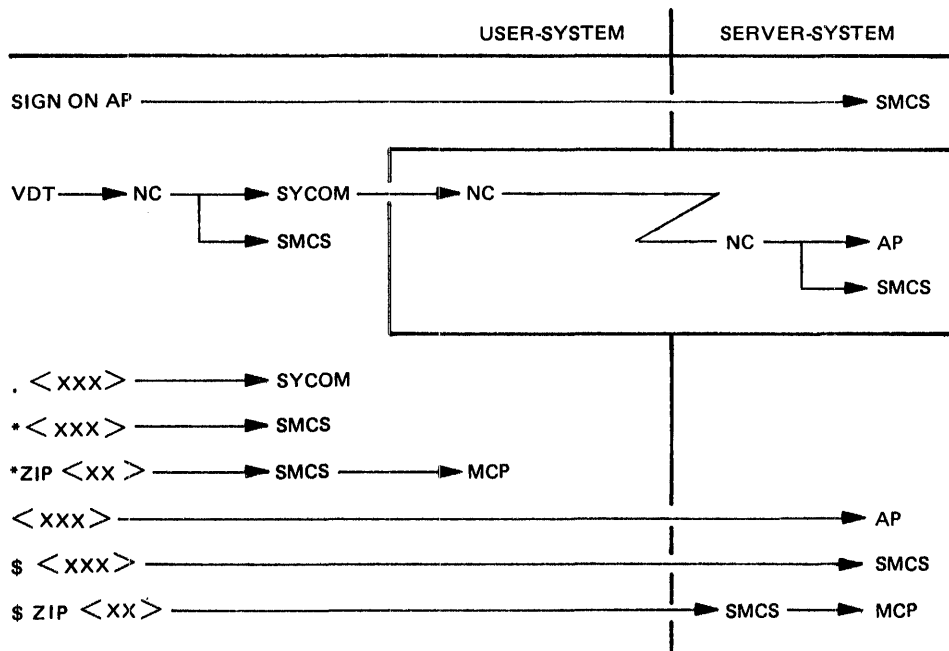 USER-SYSTEM SERVER-SYSTEM
SIGN ON AP SMCS
VDT NC SYCOM NC
SMCS NC AP
SMCS
. <xxx> SYCOM
*<xxx> SMCS
*ZIP <xx> SMCS MCP
<xxx> AP
$ <xxx> SMCS
$ ZIP <xx> SMCS MCP